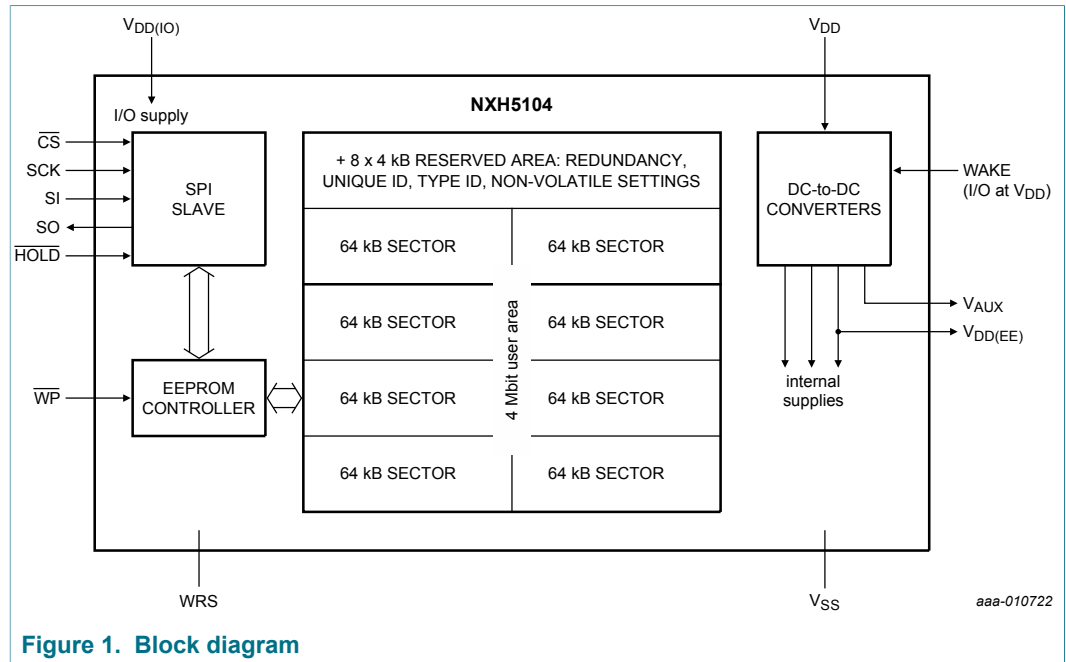 VDD(IO)
VDD
NXH5104
I/O supply
CS
SCK
SI
SO
HOLD
SPI
SLAVE
+ 8 x 4 kB RESERVED AREA: REDUNDANCY,
UNIQUE ID, TYPE ID, NON-VOLATILE SETTINGS
DC-to-DC
CONVERTERS
WAKE
(I/O at VDD)
64 kB SECTOR
64 kB SECTOR
64 kB SECTOR
64 kB SECTOR
64 kB SECTOR
64 kB SECTOR
64 kB SECTOR
64 kB SECTOR
4 Mbit user area
VAUX
VDD(EE)
internal
supplies
WP
EEPROM
CONTROLLER
WRS
VSS
aaa-010722
Figure 1. Block diagram